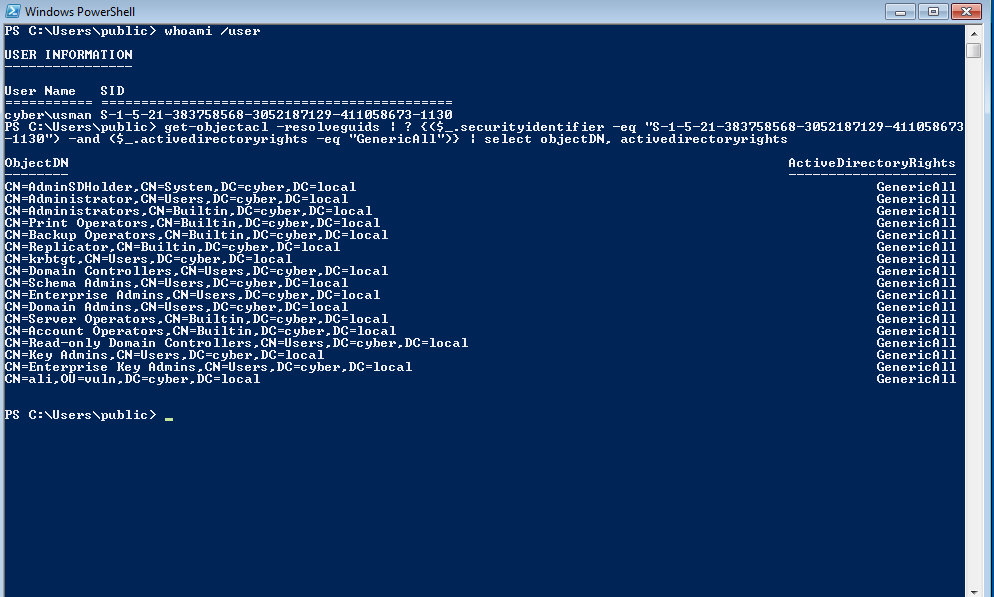 Windows PowerShell
PS C:\Users\public> whoami /user
USER INFORMATION
----------------
User Name   SID
=========== ============================================
cyber\usman S-1-5-21-383758568-3052187129-411058673-1130
PS C:\Users\public> get-objectacl -resolveguids | ? {($_.securityidentifier -eq "S-1-5-21-383758568-3052187129-411058673
-1130") -and ($_.activedirectoryrights -eq "GenericAll")} | select objectDN, activedirectoryrights
ObjectDN ActiveDirectoryRights
-------- ---------------------
CN=AdminSDHolder,CN=System,DC=cyber,DC=local GenericAll
CN=Administrator,CN=Users,DC=cyber,DC=local GenericAll
CN=Administrators,CN=Builtin,DC=cyber,DC=local GenericAll
CN=Print Operators,CN=Builtin,DC=cyber,DC=local GenericAll
CN=Backup Operators,CN=Builtin,DC=cyber,DC=local GenericAll
CN=Replicator,CN=Builtin,DC=cyber,DC=local GenericAll
CN=krbtgt,CN=Users,DC=cyber,DC=local GenericAll
CN=Domain Controllers,CN=Users,DC=cyber,DC=local GenericAll
CN=Schema Admins,CN=Users,DC=cyber,DC=local GenericAll
CN=Enterprise Admins,CN=Users,DC=cyber,DC=local GenericAll
CN=Domain Admins,CN=Users,DC=cyber,DC=local GenericAll
CN=Server Operators,CN=Builtin,DC=cyber,DC=local GenericAll
CN=Account Operators,CN=Builtin,DC=cyber,DC=local GenericAll
CN=Read-only Domain Controllers,CN=Users,DC=cyber,DC=local GenericAll
CN=Key Admins,CN=Users,DC=cyber,DC=local GenericAll
CN=Enterprise Key Admins,CN=Users,DC=cyber,DC=local GenericAll
CN=ali,OU=vuln,DC=cyber,DC=local GenericAll
PS C:\Users\public> _